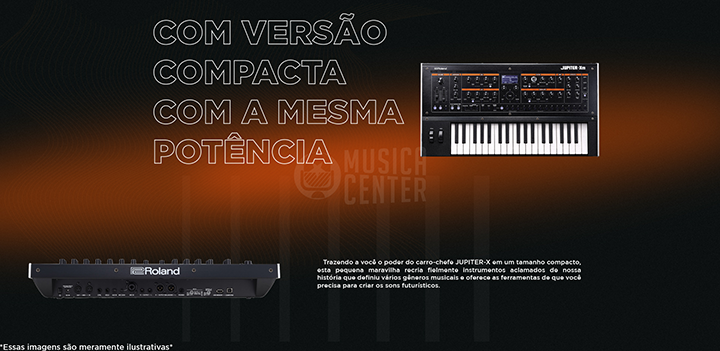 COM VERSÃO
COMPACTA
COM A MESMA
POTÊNCIA
MUSICA
CENTER
Roland
JUPITER-Xm
Roland
Trazendo a você o poder do carro-chefe JUPITER-X em um tamanho compacto,
esta pequena maravilha recria fielmente instrumentos aclamados de nossa
história que definiu vários gêneros musicais e oferece as ferramentas de que você
precisa para criar os sons futurísticos.
*Essas imagens são meramente ilustrativas*